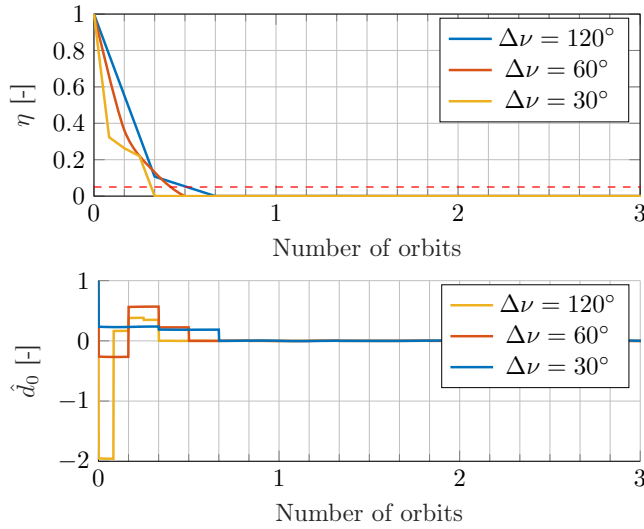 1
0.8
0.6
0.4
0.2
0
η [-]
Δν = 120°
Δν = 60°
Δν = 30°
0 1 2 3
Number of orbits
1
0
−1
−2
d̂₀ [-]
Δν = 120°
Δν = 60°
Δν = 30°
0 1 2 3
Number of orbits